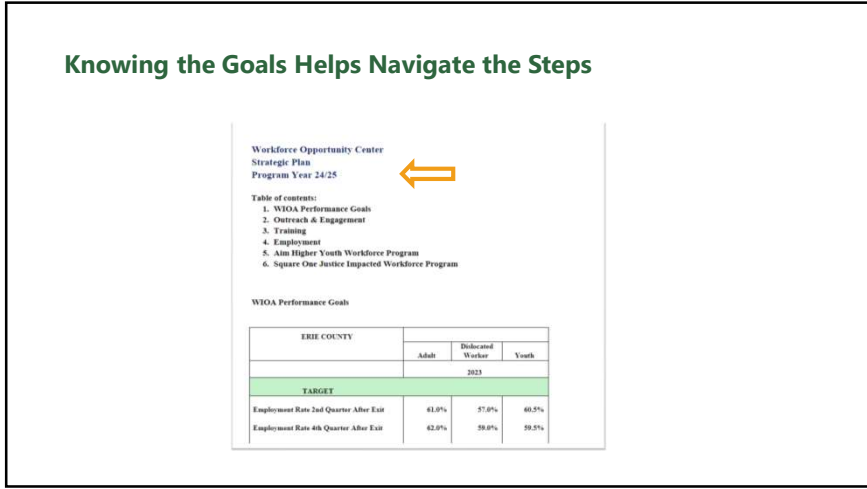 Knowing the Goals Helps Navigate the Steps
Workforce Opportunity Center
Strategic Plan
Program Year 24/25
Table of contents:
1. WIOA Performance Goals
2. Outreach & Engagement
3. Training
4. Employment
5. Aim Higher Youth Workforce Program
6. Square One Justice Impacted Workforce Program
WIOA Performance Goals
ERIE COUNTY
Adult Dislocated Worker Youth
2023
TARGET
Employment Rate 2nd Quarter After Exit 61.0% 57.0% 60.5%
Employment Rate 4th Quarter After Exit 62.0% 59.0% 59.5%